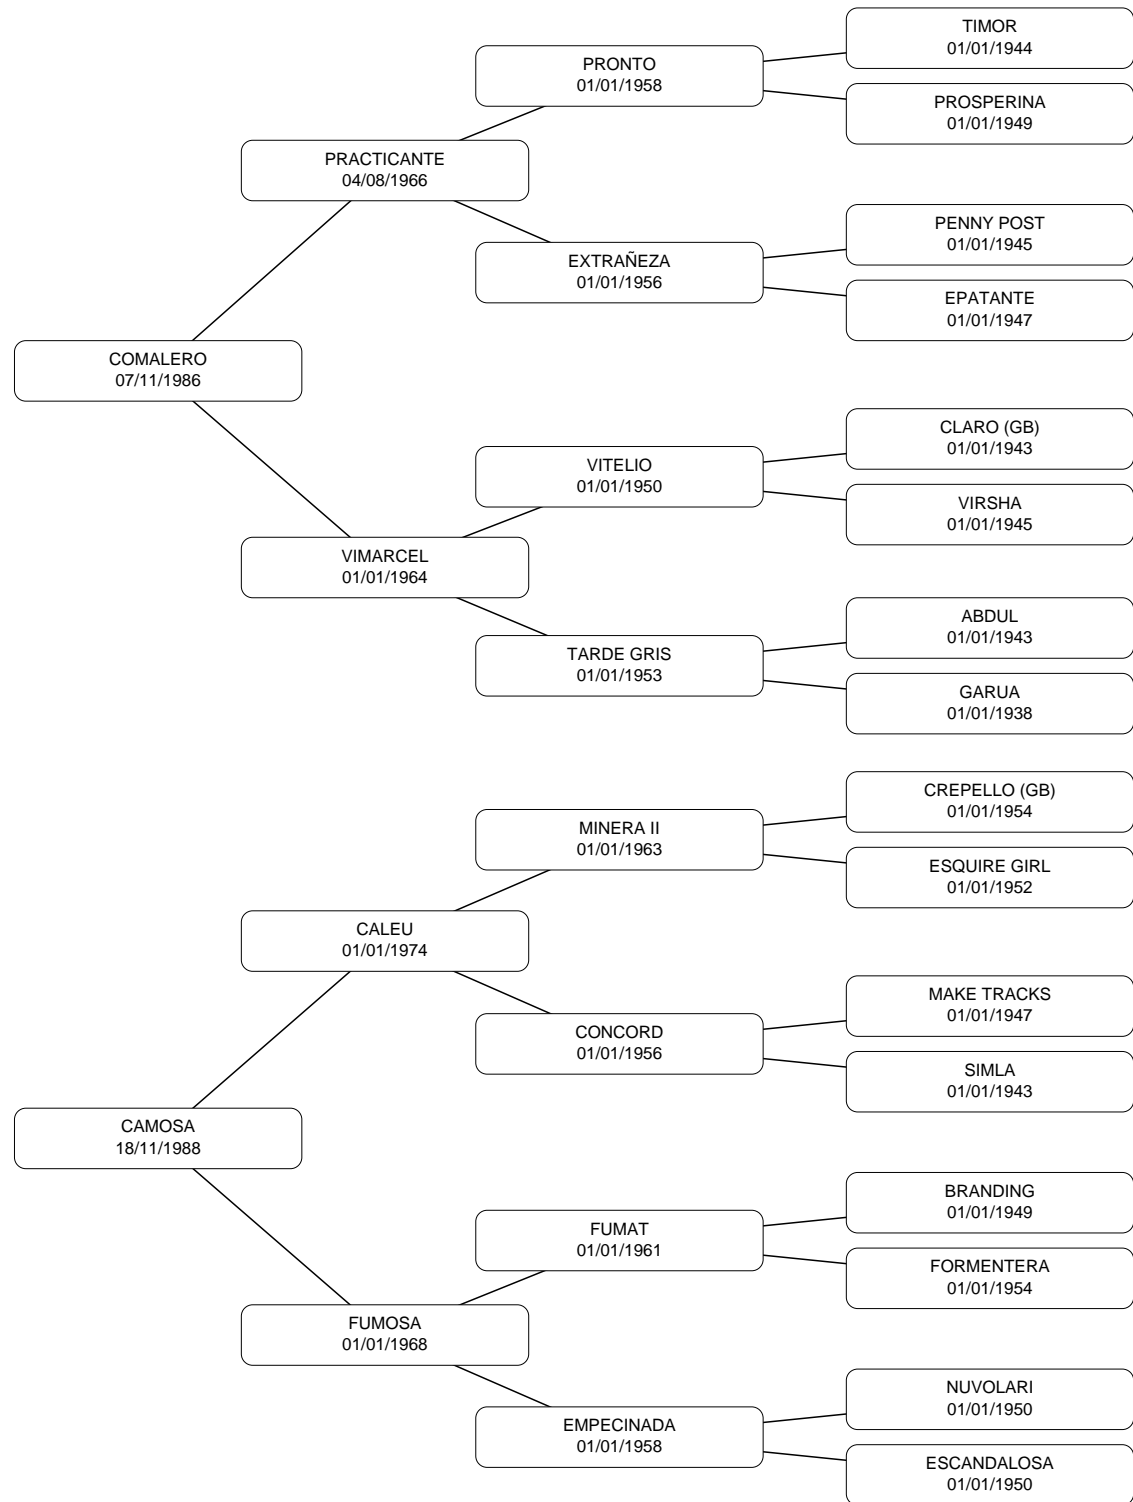 TIMOR
01/01/1944
PRONTO
01/01/1958
PROSPERINA
01/01/1949
PRACTICANTE
04/08/1966
PENNY POST
01/01/1945
EXTRAÑEZA
01/01/1956
EPATANTE
01/01/1947
COMALERO
07/11/1986
CLARO (GB)
01/01/1943
VITELIO
01/01/1950
VIRSHA
01/01/1945
VIMARCEL
01/01/1964
ABDUL
01/01/1943
TARDE GRIS
01/01/1953
GARUA
01/01/1938
CREPELLO (GB)
01/01/1954
MINERA II
01/01/1963
ESQUIRE GIRL
01/01/1952
CALEU
01/01/1974
MAKE TRACKS
01/01/1947
CONCORD
01/01/1956
SIMLA
01/01/1943
CAMOSA
18/11/1988
BRANDING
01/01/1949
FUMAT
01/01/1961
FORMENTERA
01/01/1954
FUMOSA
01/01/1968
NUVOLARI
01/01/1950
EMPECINADA
01/01/1958
ESCANDALOSA
01/01/1950